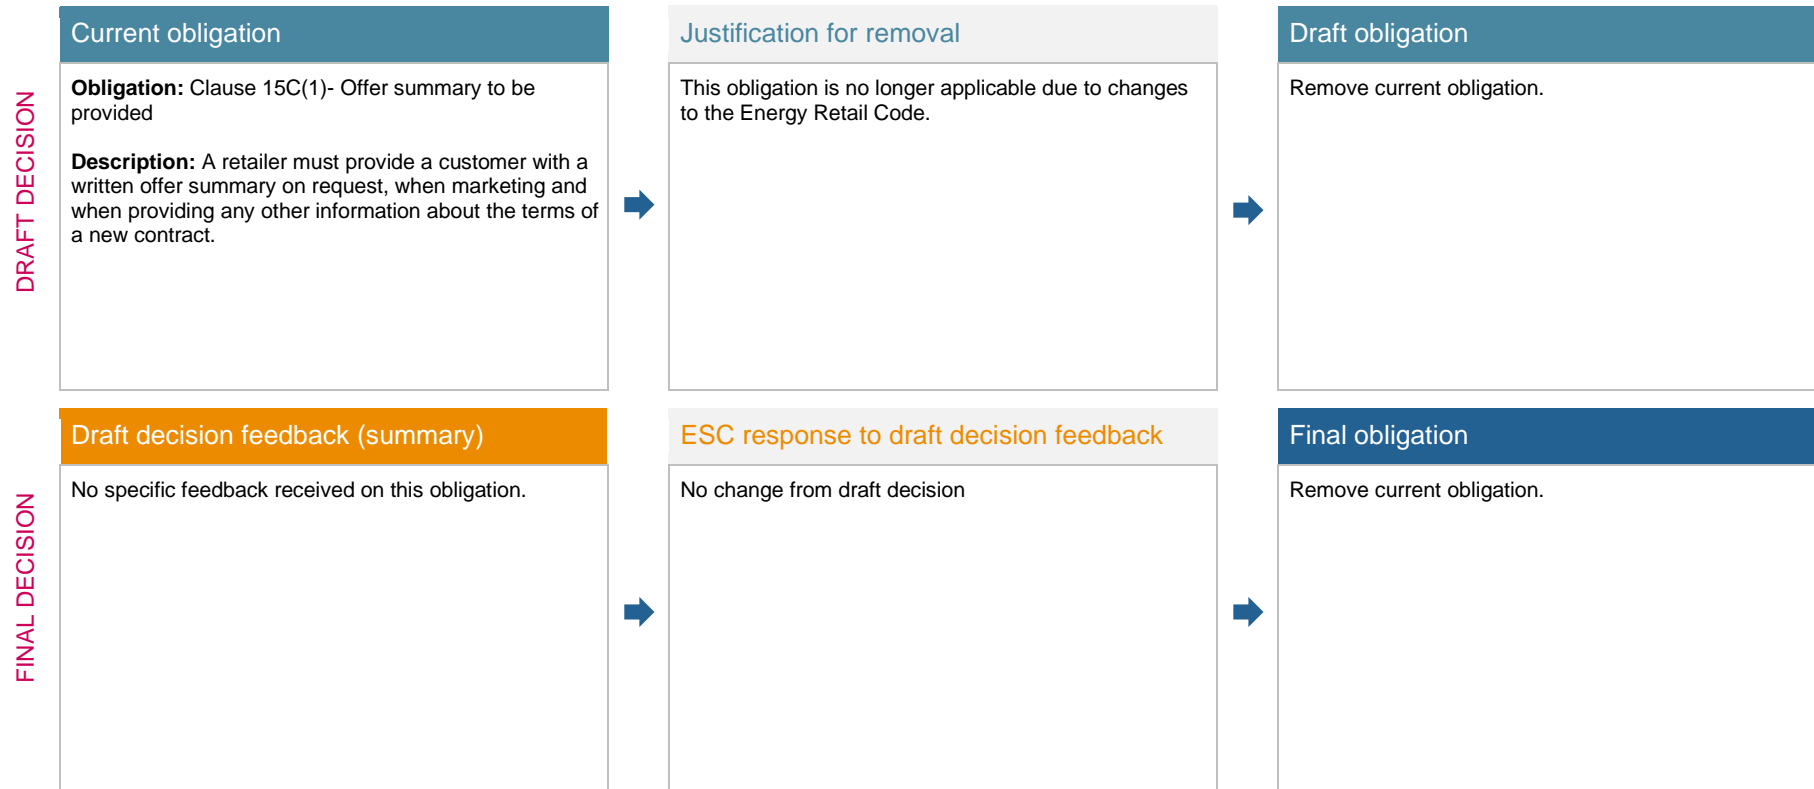 DRAFT DECISION
Current obligation
Obligation: Clause 15C(1)- Offer summary to be
provided
Description: A retailer must provide a customer with a
written offer summary on request, when marketing and
when providing any other information about the terms of
a new contract.
Justification for removal
This obligation is no longer applicable due to changes
to the Energy Retail Code.
Draft obligation
Remove current obligation.
FINAL DECISION
Draft decision feedback (summary)
No specific feedback received on this obligation.
ESC response to draft decision feedback
No change from draft decision
Final obligation
Remove current obligation.